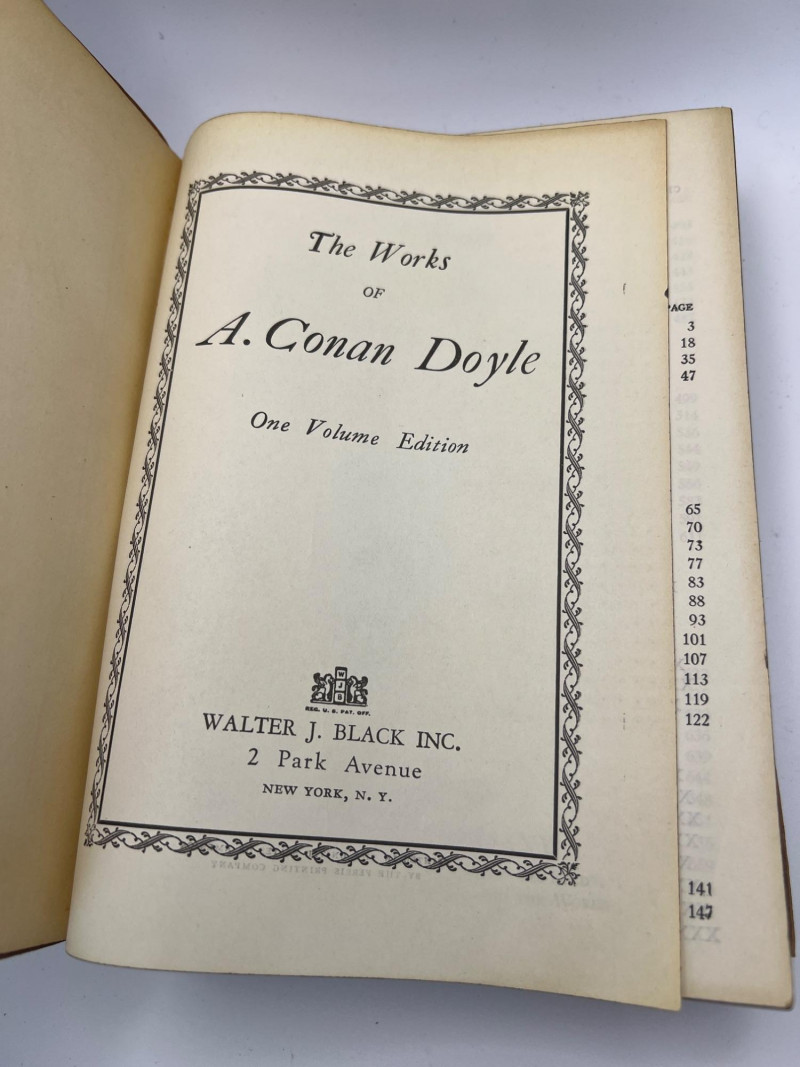 The Works
OF
A. Conan Doyle
One Volume Edition
W
J
B
REG. U. S. PAT. OFF.
WALTER J. BLACK INC.
2 Park Avenue
NEW YORK, N. Y.
PAGE
3
18
35
47
65
70
73
77
83
88
93
101
107
113
119
122
141
147